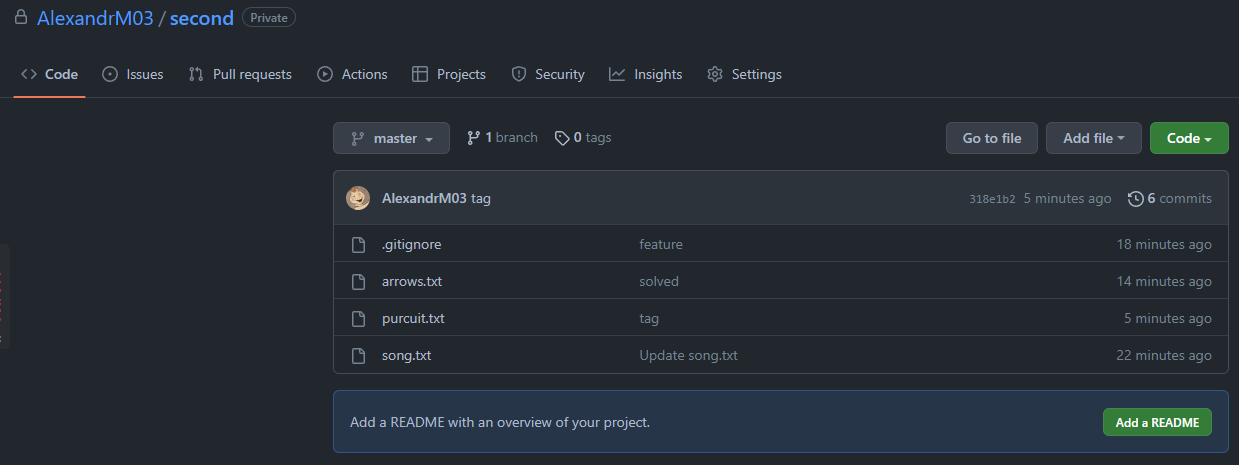 AlexandrM03 / second Private
Code Issues Pull requests Actions Projects Security Insights Settings
master 1 branch 0 tags Go to file Add file Code
AlexandrM03 tag 318e1b2 5 minutes ago 6 commits
.gitignore feature 18 minutes ago
arrows.txt solved 14 minutes ago
purcuit.txt tag 5 minutes ago
song.txt Update song.txt 22 minutes ago
Add a README with an overview of your project. Add a README